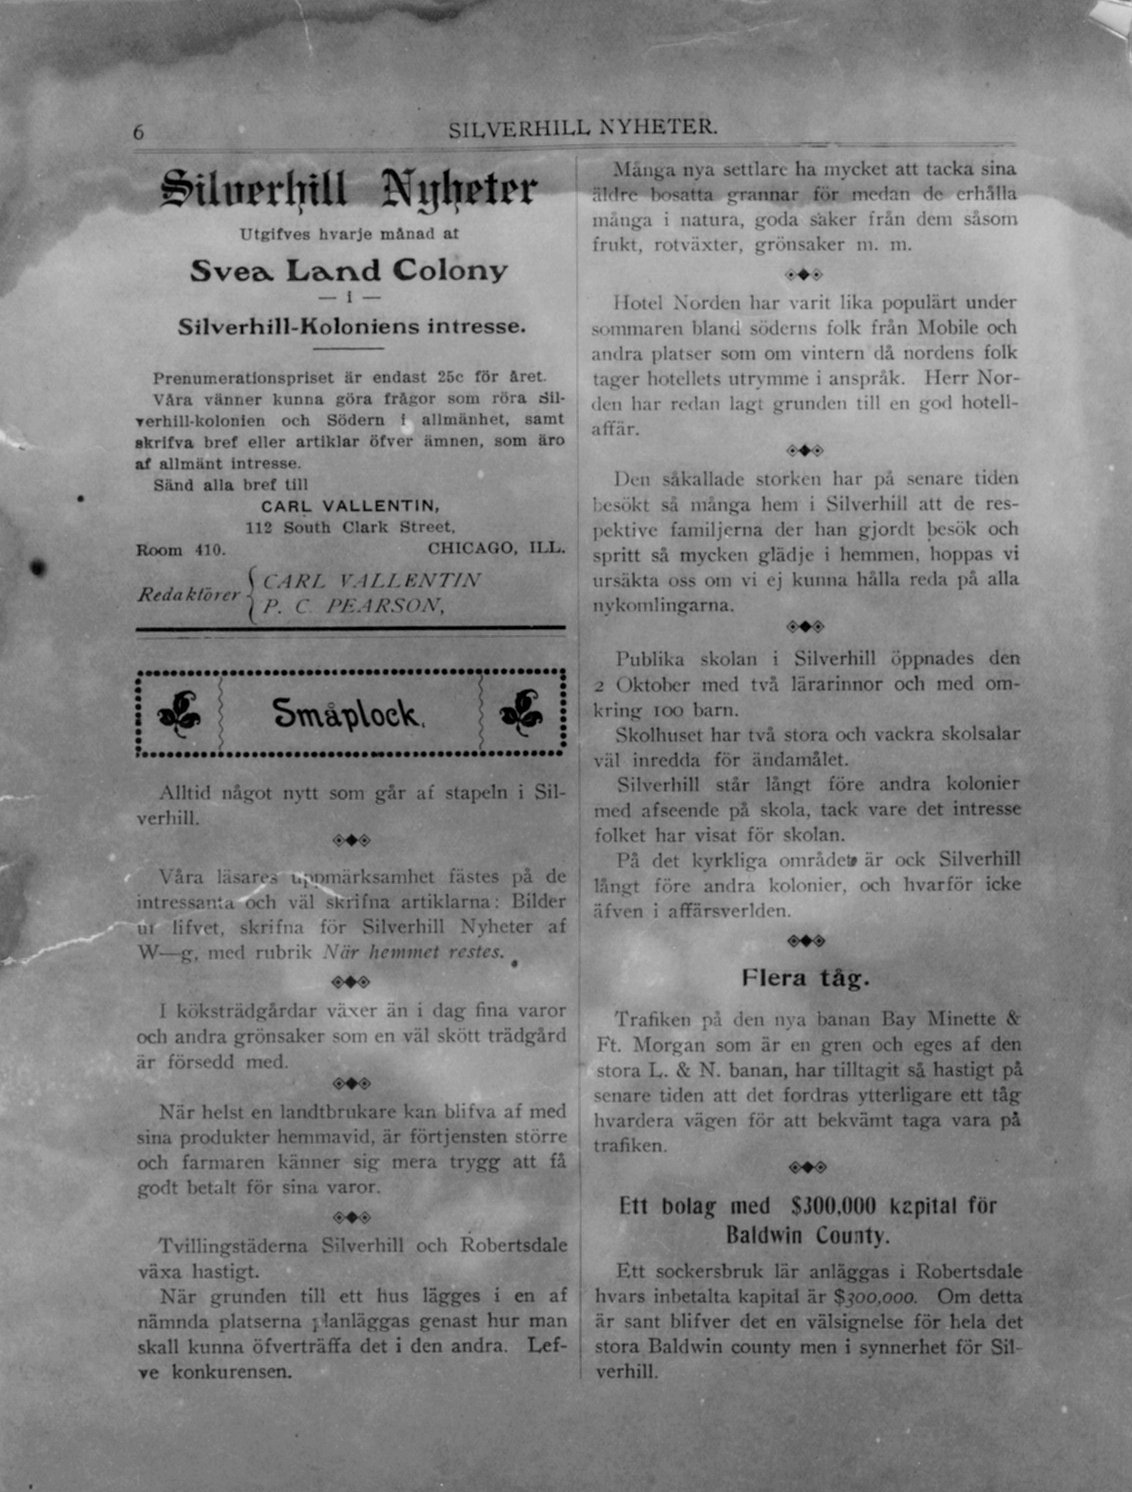 6
SILVERHILL NYHETER.
Silverhill Nyheter
Utgifves hvarje månad at
Svea Land Colony
— i —
Silverhill-Koloniens intresse.
Prenumerationspriset är endast 25c för året.
Våra vänner kunna göra frågor som röra Sil-
verhill-kolonien och Södern i allmänhet, samt
skrifva bref eller artiklar öfver ämnen, som äro
af allmänt intresse.
Sänd alla bref till
CARL VALLENTIN,
112 South Clark Street,
Room 410. CHICAGO, ILL.
Redaktörer { CARL VALLENTIN
P. C. PEARSON,
Småplock.
Alltid något nytt som går af stapeln i Sil-
verhill.
Våra läsares uppmärksamhet fästes på de
intressanta och väl skrifna artiklarna: Bilder
ur lifvet, skrifna för Silverhill Nyheter af
W—g, med rubrik När hemmet restes.
I köksträdgårdar växer än i dag fina varor
och andra grönsaker som en väl skött trädgård
är försedd med.
När helst en landtbrukare kan blifva af med
sina produkter hemmavid, är förtjensten större
och farmaren känner sig mera trygg att få
godt betalt för sina varor.
Tvillingstäderna Silverhill och Robertsdale
växa hastigt.
När grunden till ett hus lägges i en af
nämnda platserna planläggas genast hur man
skall kunna öfverträffa det i den andra. Lef-
ve konkurensen.
Många nya settlare ha mycket att tacka sina
äldre bosatta grannar för medan de erhålla
många i natura, goda saker från dem såsom
frukt, rotväxter, grönsaker m. m.
Hotel Norden har varit lika populärt under
sommaren bland söderns folk från Mobile och
andra platser som om vintern då nordens folk
tager hotellets utrymme i anspråk. Herr Nor-
den har redan lagt grunden till en god hotell-
affär.
Den såkallade storken har på senare tiden
besökt så många hem i Silverhill att de res-
pektive familjerna der han gjordt besök och
spritt så mycken glädje i hemmen, hoppas vi
ursäkta oss om vi ej kunna hålla reda på alla
nykomlingarna.
Publika skolan i Silverhill öppnades den
2 Oktober med två lärarinnor och med om-
kring 100 barn.
Skolhuset har två stora och vackra skolsalar
väl inredda för ändamålet.
Silverhill står långt före andra kolonier
med afseende på skola, tack vare det intresse
folket har visat för skolan.
På det kyrkliga området är ock Silverhill
långt före andra kolonier, och hvarför icke
äfven i affärsverlden.
Flera tåg.
Trafiken på den nya banan Bay Minette &
Ft. Morgan som är en gren och eges af den
stora L. & N. banan, har tilltagit så hastigt på
senare tiden att det fordras ytterligare ett tåg
hvardera vägen för att bekvämt taga vara på
trafiken.
Ett bolag med $300,000 kapital för
Baldwin County.
Ett sockersbruk lär anläggas i Robertsdale
hvars inbetalta kapital är $300,000. Om detta
är sant blifver det en välsignelse för hela det
stora Baldwin county men i synnerhet för Sil-
verhill.